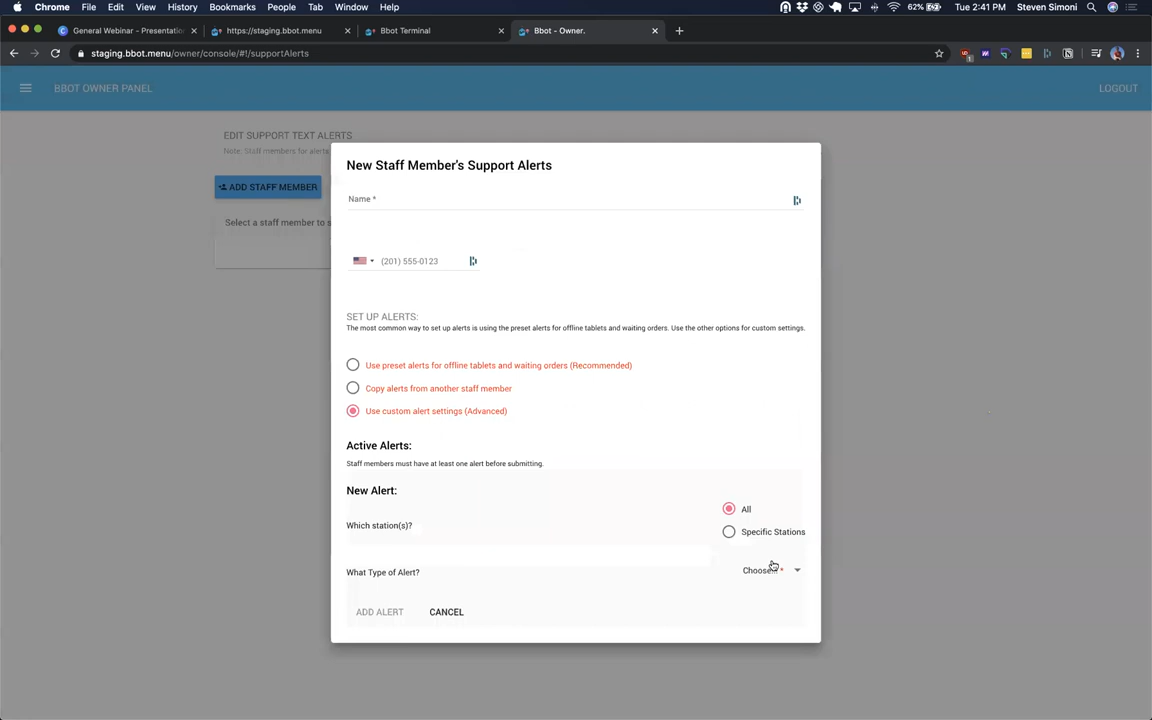 Chrome File Edit View History Bookmarks People Tab Window Help
62% Tue 2:41 PM Steven Simoni
General Webinar - Presentatio
https://staging.bbot.menu
Bbot Terminal
Bbot - Owner.
staging.bbot.menu/owner/console/#!/supportAlerts
BBOT OWNER PANEL
LOGOUT
EDIT SUPPORT TEXT ALERTS
Note: Staff members for alerts
ADD STAFF MEMBER
Select a staff member to s
New Staff Member's Support Alerts
Name *
(201) 555-0123
SET UP ALERTS:
The most common way to set up alerts is using the preset alerts for offline tablets and waiting orders. Use the other options for custom settings.
Use preset alerts for offline tablets and waiting orders (Recommended)
Copy alerts from another staff member
Use custom alert settings (Advanced)
Active Alerts:
Staff members must have at least one alert before submitting.
New Alert:
All
Which station(s)?
Specific Stations
What Type of Alert?
Choose... *
ADD ALERT CANCEL